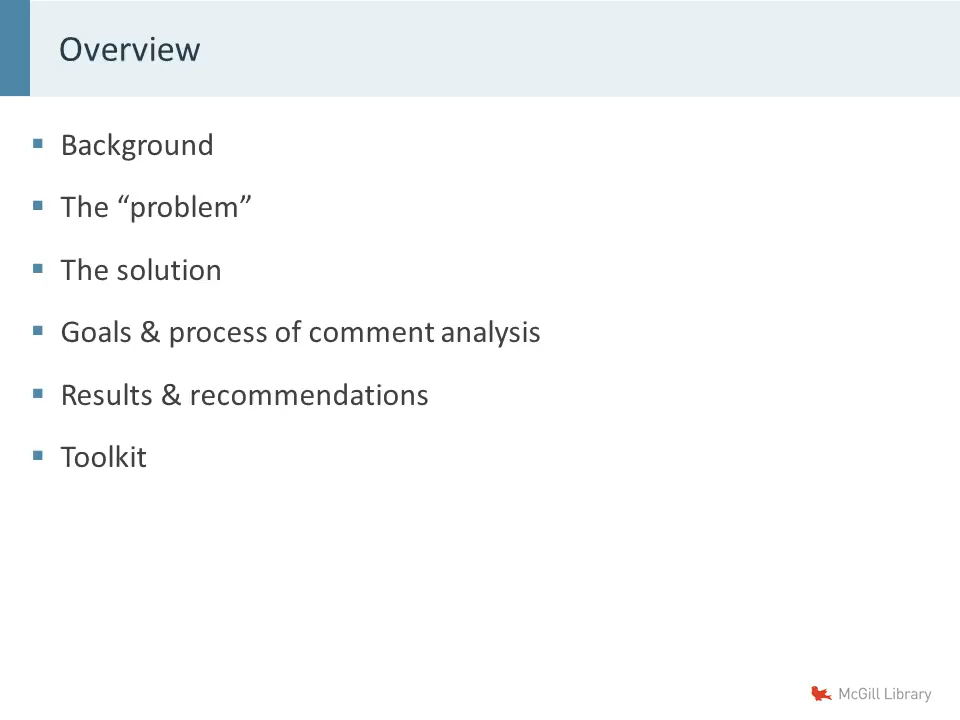 Overview
Background
The “problem”
The solution
Goals & process of comment analysis
Results & recommendations
Toolkit
McGill Library